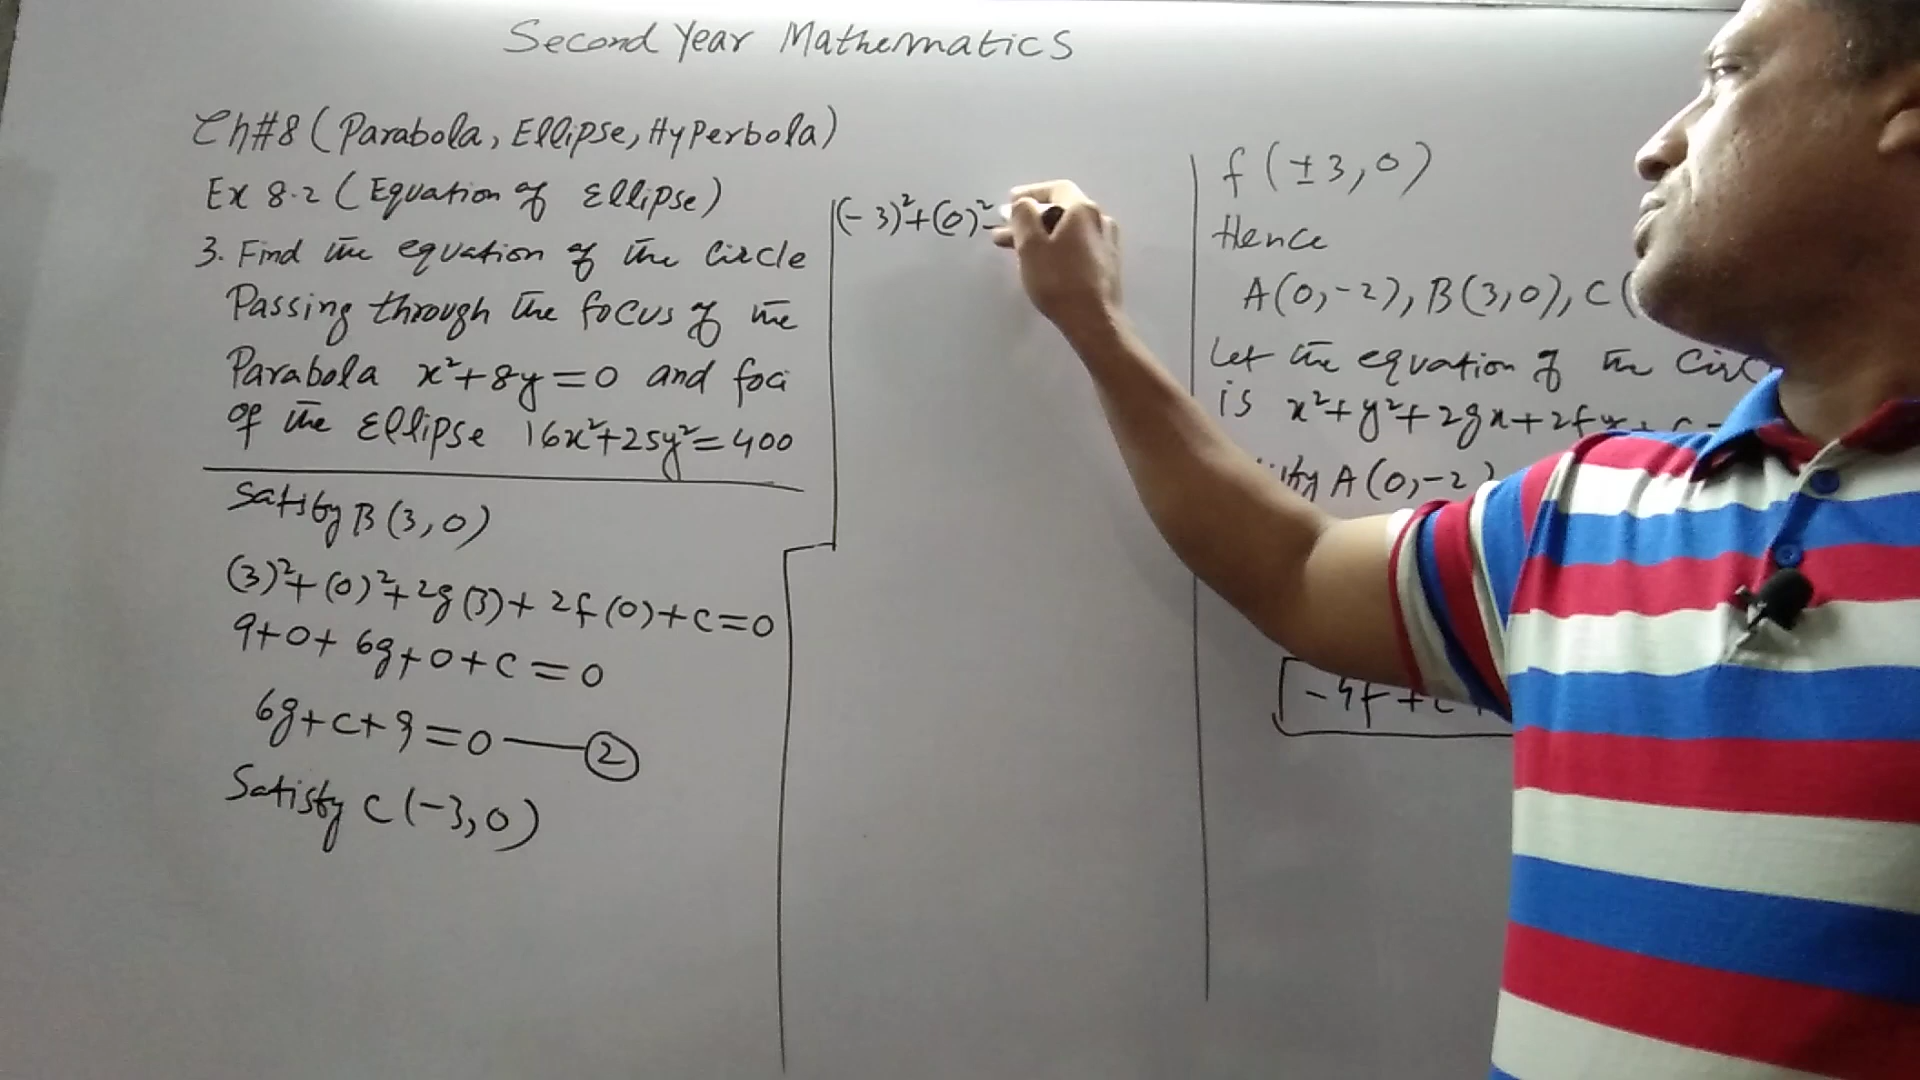 Second Year Mathematics
Ch#8 (Parabola, Ellipse, Hyperbola)
Ex 8.2 (Equation of Ellipse)
3. Find the equation of the Circle
Passing through the focus of the
Parabola x²+8y=0 and foci
of the Ellipse 16x²+25y²=400
Satisfy B(3,0)
(3)²+(0)²+2g(3)+2f(0)+c=0
9+0+6g+0+c=0
6g+c+9=0 — ②
Satisfy C(-3,0)
(-3)²+(0)²
f(±3,0)
Hence
A(0,-2), B(3,0), C(
Let the equation of the Circ
is x²+y²+2gx+2f
A(0,-2)
-4f+c